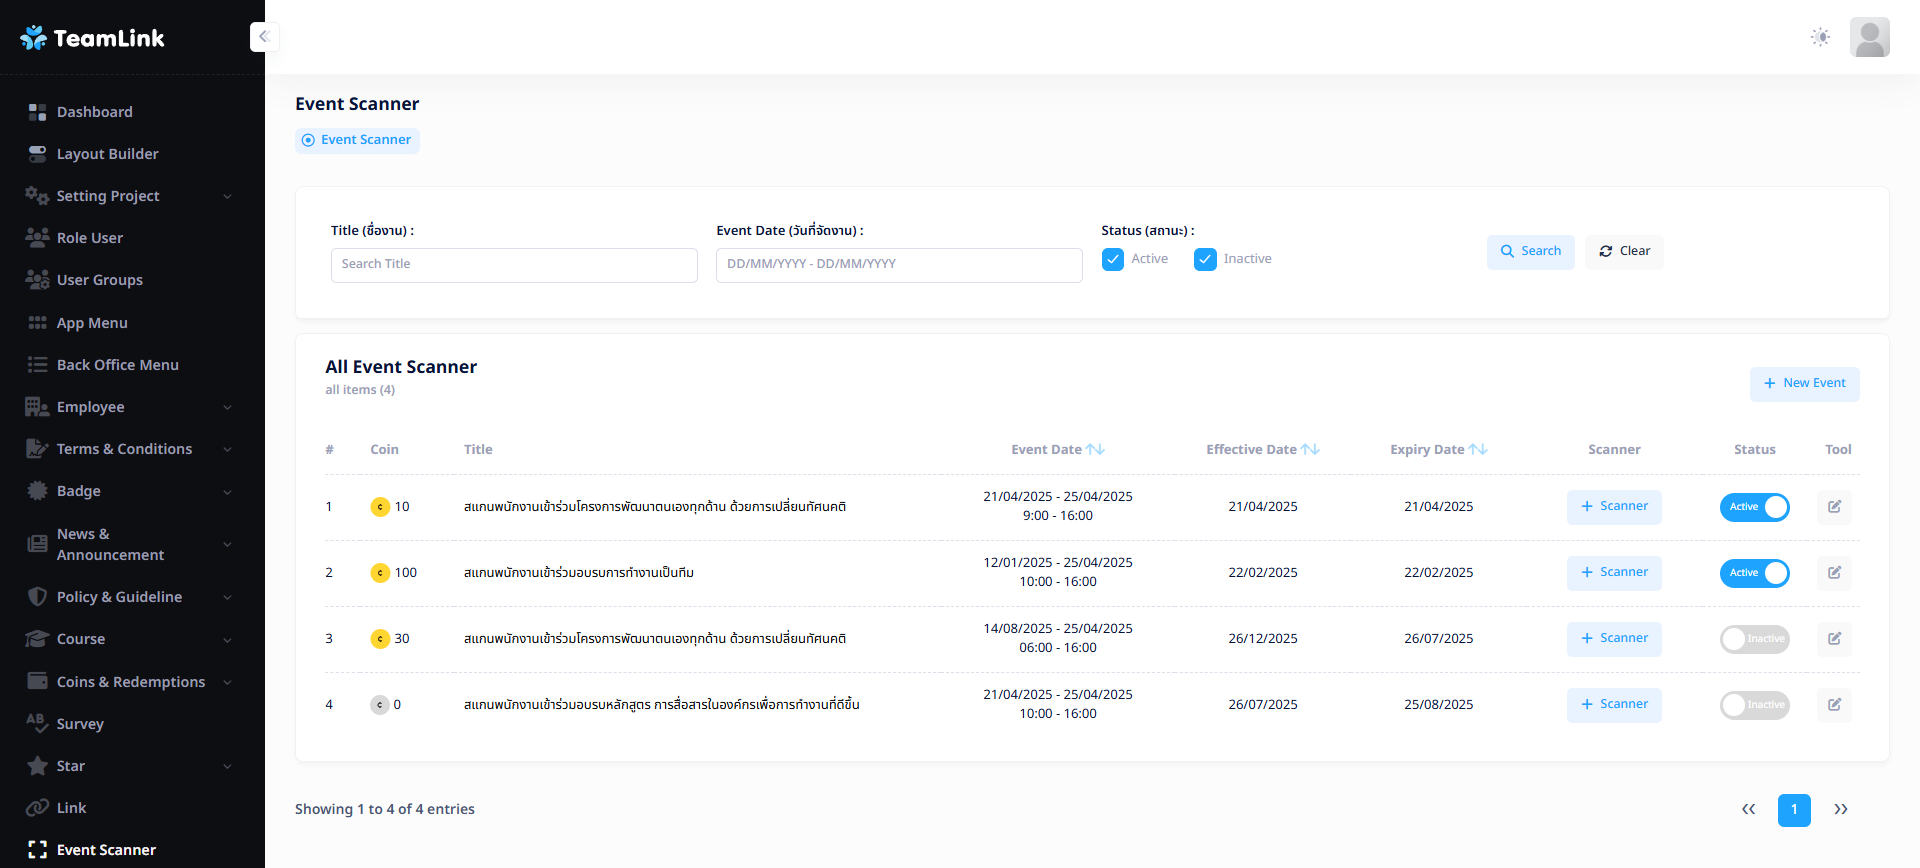 TeamLink
Dashboard
Layout Builder
Setting Project
Role User
User Groups
App Menu
Back Office Menu
Employee
Terms & Conditions
Badge
News &
Announcement
Policy & Guideline
Course
Coins & Redemptions
Survey
Star
Link
Event Scanner
Event Scanner
Event Scanner
Title (ชื่องาน) :
Search Title
Event Date (วันที่จัดงาน) :
DD/MM/YYYY - DD/MM/YYYY
Status (สถานะ) :
Active Inactive
Search Clear
All Event Scanner
all items (4)
+ New Event
# Coin Title Event Date Effective Date Expiry Date Scanner Status Tool
1 10 สแกนพนักงานเข้าร่วมโครงการพัฒนาตนเองทุกด้าน ด้วยการเปลี่ยนทัศนคติ 21/04/2025 - 25/04/2025 21/04/2025 21/04/2025 + Scanner Active
9:00 - 16:00
2 100 สแกนพนักงานเข้าร่วมอบรบการทำงานเป็นทีม 12/01/2025 - 25/04/2025 22/02/2025 22/02/2025 + Scanner Active
10:00 - 16:00
3 30 สแกนพนักงานเข้าร่วมโครงการพัฒนาตนเองทุกด้าน ด้วยการเปลี่ยนทัศนคติ 14/08/2025 - 25/04/2025 26/12/2025 26/07/2025 + Scanner Inactive
06:00 - 16:00
4 0 สแกนพนักงานเข้าร่วมอบรบหลักสูตร การสื่อสารในองค์กรเพื่อการทำงานที่ดีขึ้น 21/04/2025 - 25/04/2025 26/07/2025 25/08/2025 + Scanner Inactive
10:00 - 16:00
Showing 1 to 4 of 4 entries
1